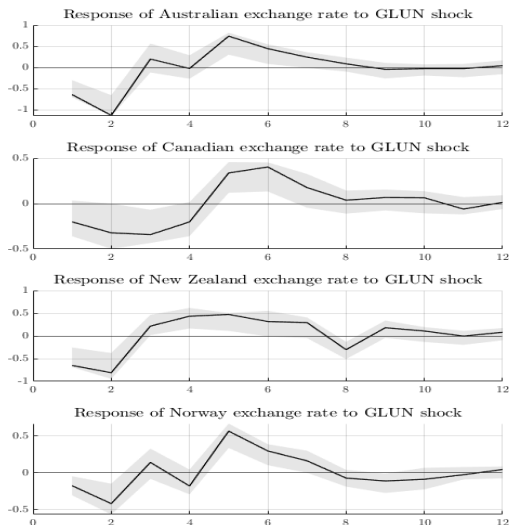 Response of Australian exchange rate to GLUN shock
1
0.5
0
-0.5
-1
0 2 4 6 8 10 12
Response of Canadian exchange rate to GLUN shock
0.5
0
-0.5
0 2 4 6 8 10 12
Response of New Zealand exchange rate to GLUN shock
1
0.5
0
-0.5
-1
0 2 4 6 8 10 12
Response of Norway exchange rate to GLUN shock
0.5
0
-0.5
0 2 4 6 8 10 12